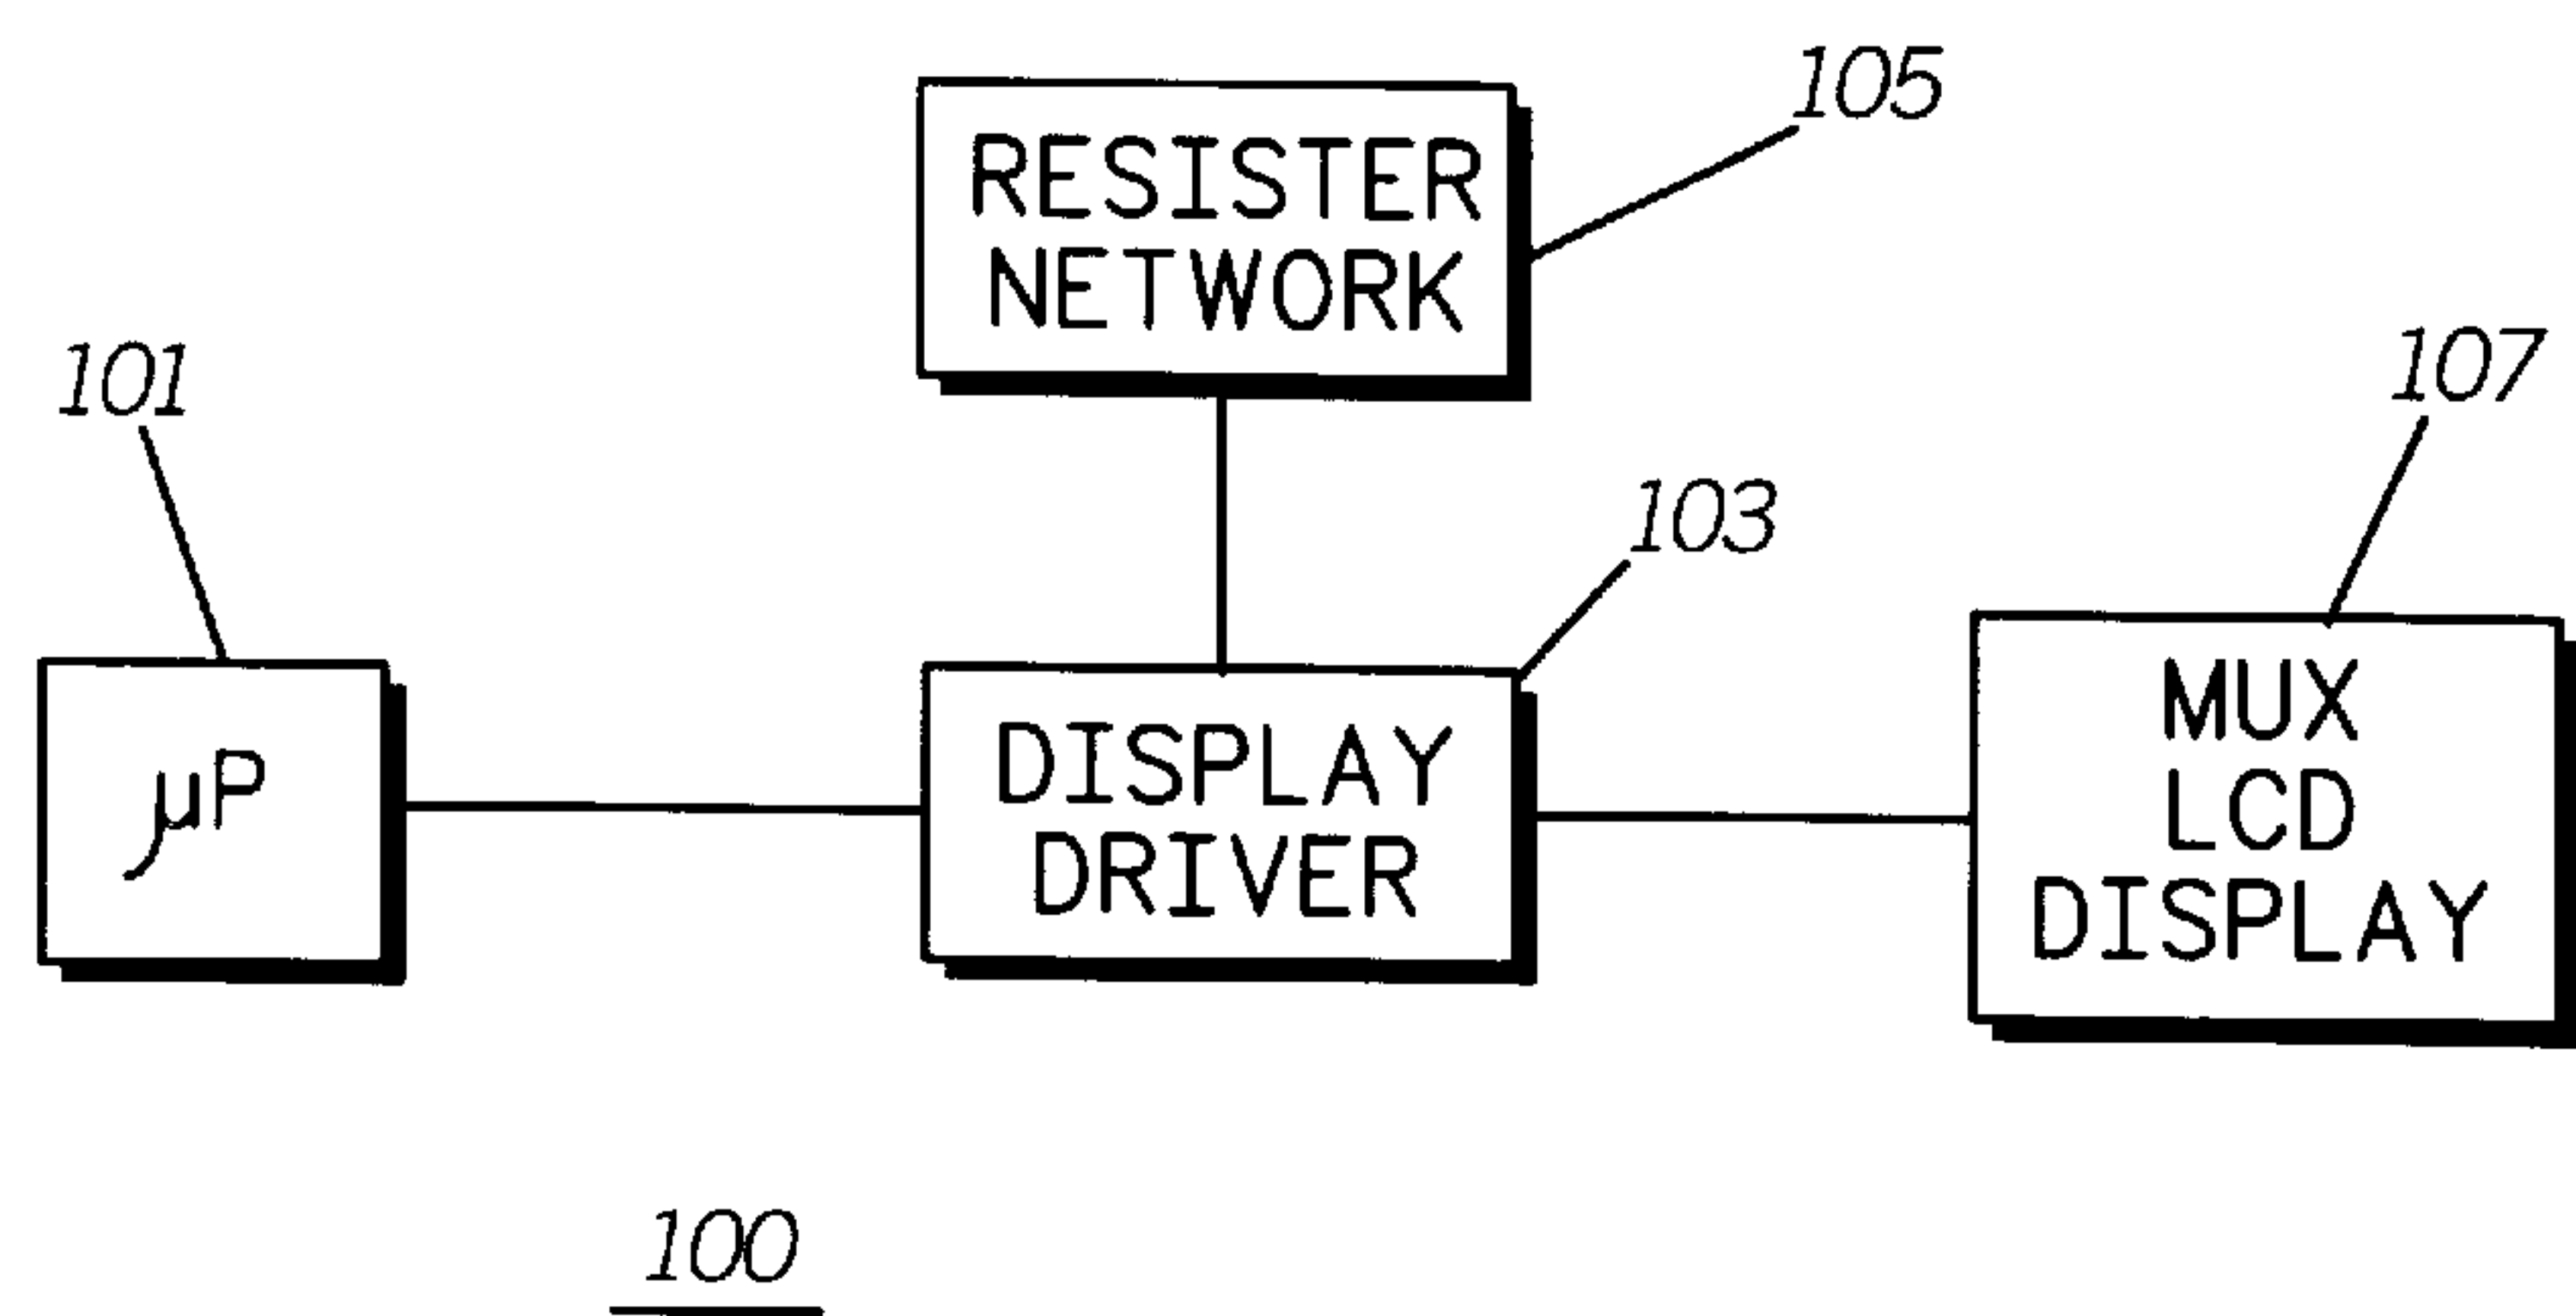 105
RESISTER
NETWORK
101
107
103
µP
DISPLAY
DRIVER
MUX
LCD
DISPLAY
100